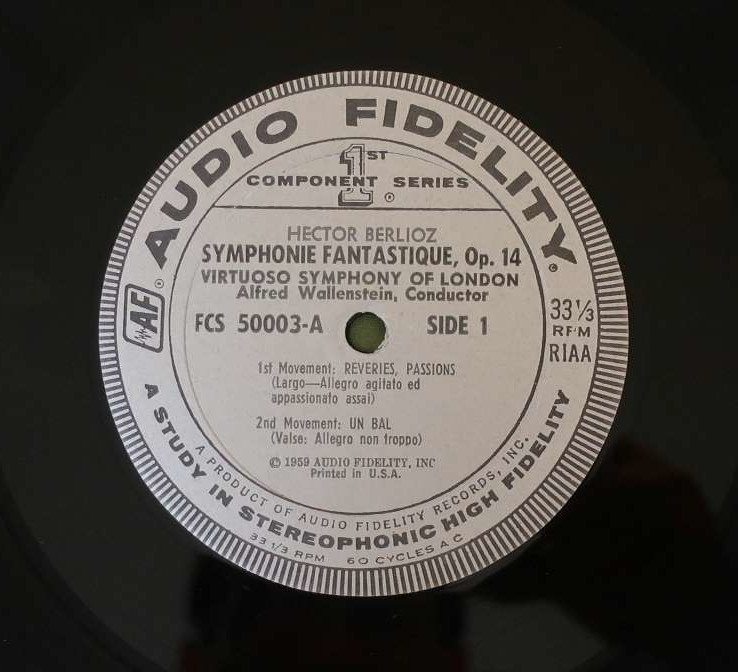 AUDIO FIDELITY®
1ST
COMPONENT SERIES
®
HECTOR BERLIOZ
SYMPHONIE FANTASTIQUE, Op. 14
VIRTUOSO SYMPHONY OF LONDON
Alfred Wallenstein, Conductor
® AF
FCS 50003-A
SIDE 1
33 1/3
RPM
RIAA
1st Movement: REVERIES, PASSIONS
(Largo—Allegro agitato ed
appassionato assai)
2nd Movement: UN BAL
(Valse: Allegro non troppo)
© 1959 AUDIO FIDELITY, INC
Printed in U.S.A.
A PRODUCT OF AUDIO FIDELITY RECORDS, INC.
A STUDY IN STEREOPHONIC HIGH FIDELITY
33 1/3 RPM 60 CYCLES A C